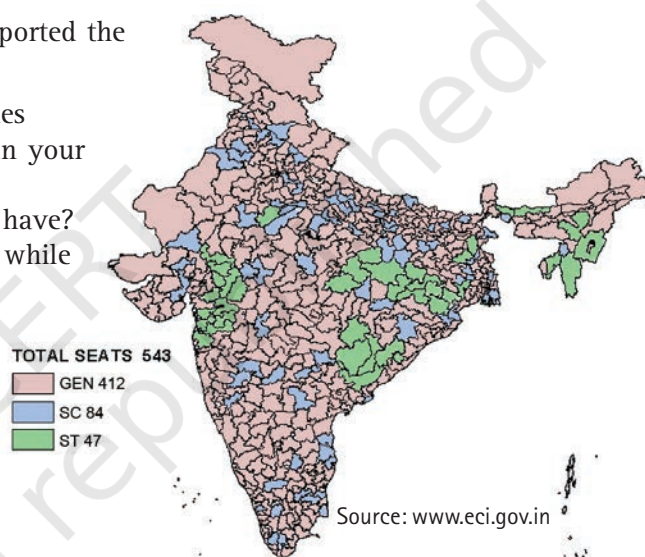 ported the
es
n your
have?
while
TOTAL SEATS 543
GEN 412
SC 84
ST 47
Source: www.eci.gov.in
republished